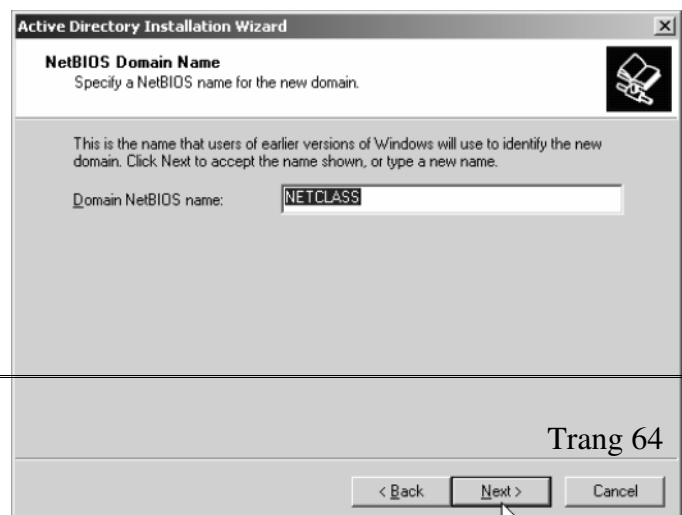 Active Directory Installation Wizard
NetBIOS Domain Name
Specify a NetBIOS name for the new domain.
This is the name that users of earlier versions of Windows will use to identify the new
domain. Click Next to accept the name shown, or type a new name.
Domain NetBIOS name: NETCLASS
Trang 64
< Back Next > Cancel